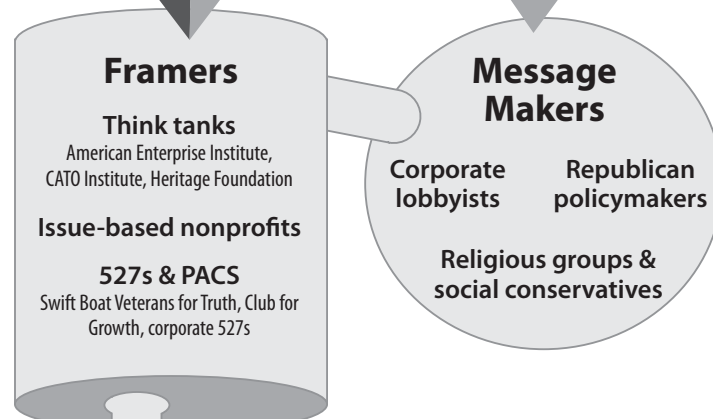 Framers
Think tanks
American Enterprise Institute,
CATO Institute, Heritage Foundation
Issue-based nonprofits
527s & PACS
Swift Boat Veterans for Truth, Club for
Growth, corporate 527s
Message
Makers
Corporate
lobbyists
Republican
policymakers
Religious groups &
social conservatives